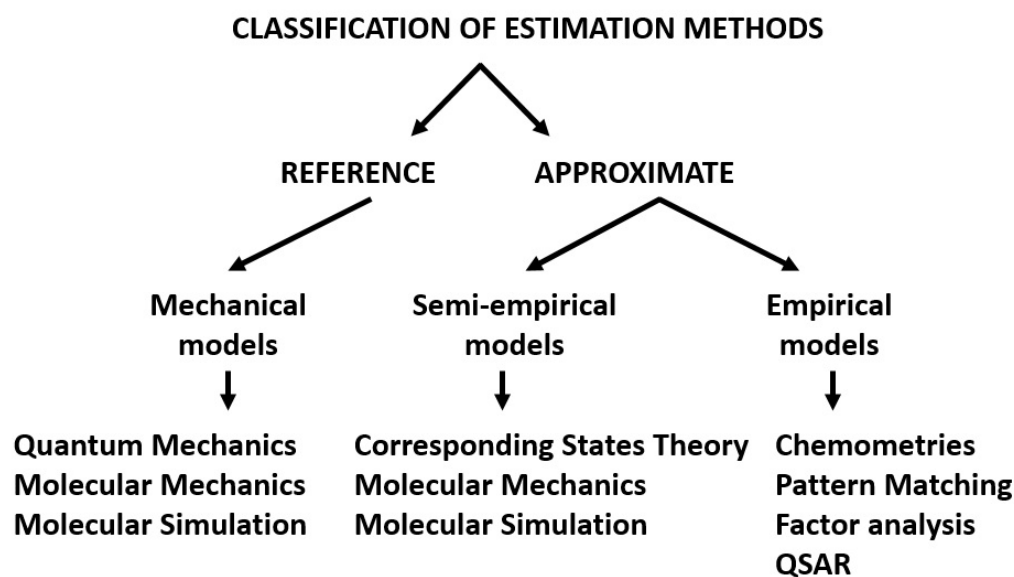 CLASSIFICATION OF ESTIMATION METHODS
REFERENCE
APPROXIMATE
Mechanical
models
Semi-empirical
models
Empirical
models
Quantum Mechanics
Molecular Mechanics
Molecular Simulation
Corresponding States Theory
Molecular Mechanics
Molecular Simulation
Chemometries
Pattern Matching
Factor analysis
QSAR